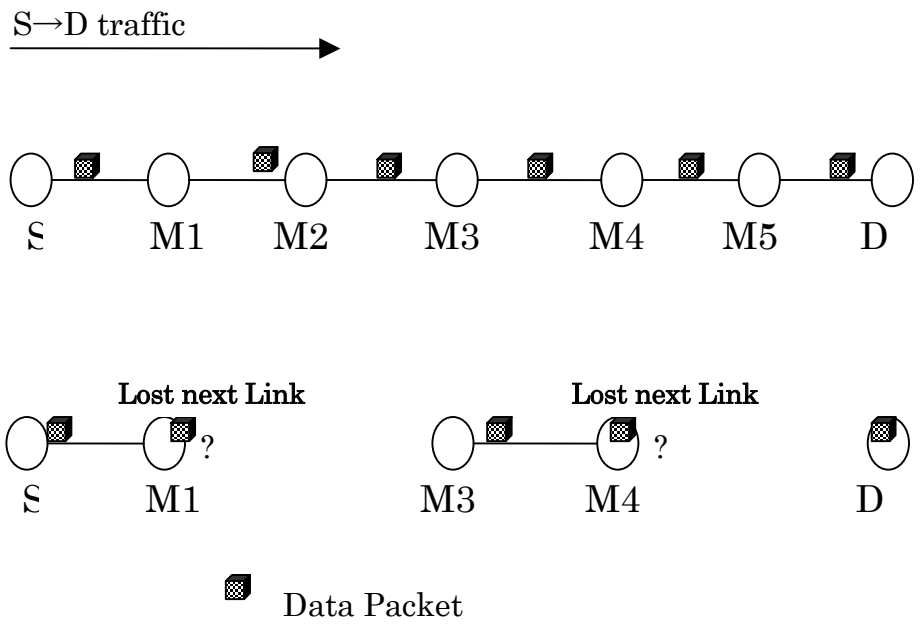 S→D traffic
S M1 M2 M3 M4 M5 D
Lost next Link Lost next Link
? ?
S M1 M3 M4 D
Data Packet